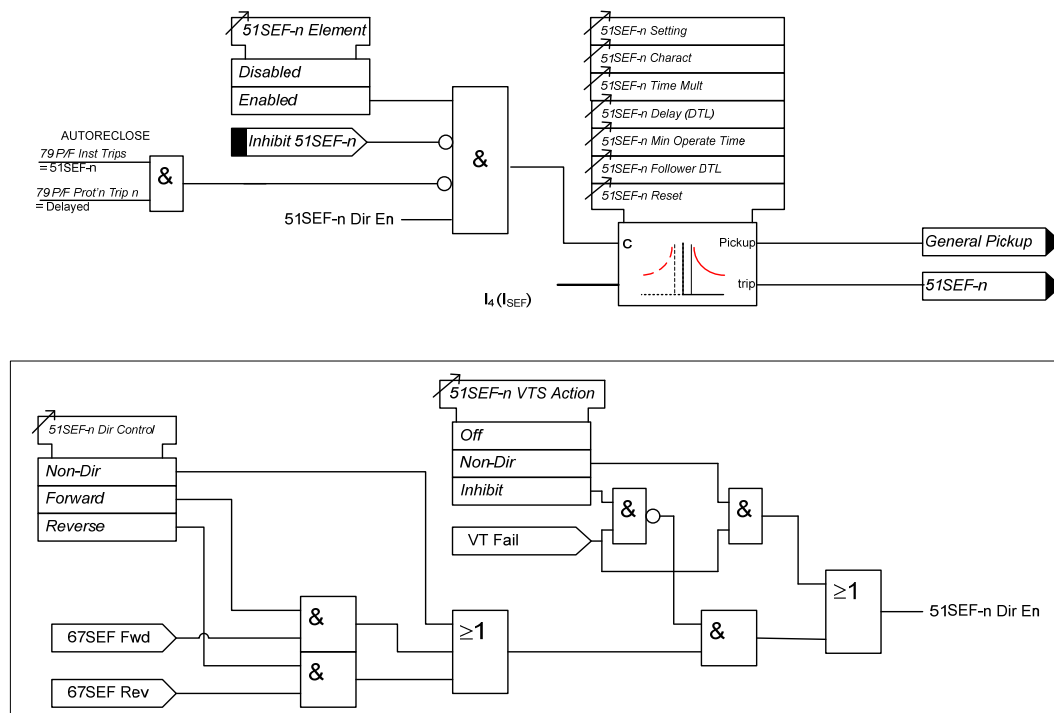 51SEF-n Element
Disabled
Enabled
Inhibit 51SEF-n
AUTORECLOSE
79 P/F Inst Trips
= 51SEF-n
79 P/F Prot'n Trip n
= Delayed
&
&
51SEF-n Dir En
51SEF-n Setting
51SEF-n Charact
51SEF-n Time Mult
51SEF-n Delay (DTL)
51SEF-n Min Operate Time
51SEF-n Follower DTL
51SEF-n Reset
c
Pickup
trip
I4 (ISEF)
General Pickup
51SEF-n
51SEF-n Dir Control
Non-Dir
Forward
Reverse
67SEF Fwd
67SEF Rev
&
&
≥1
51SEF-n VTS Action
Off
Non-Dir
Inhibit
VT Fail
&
&
&
≥1
51SEF-n Dir En